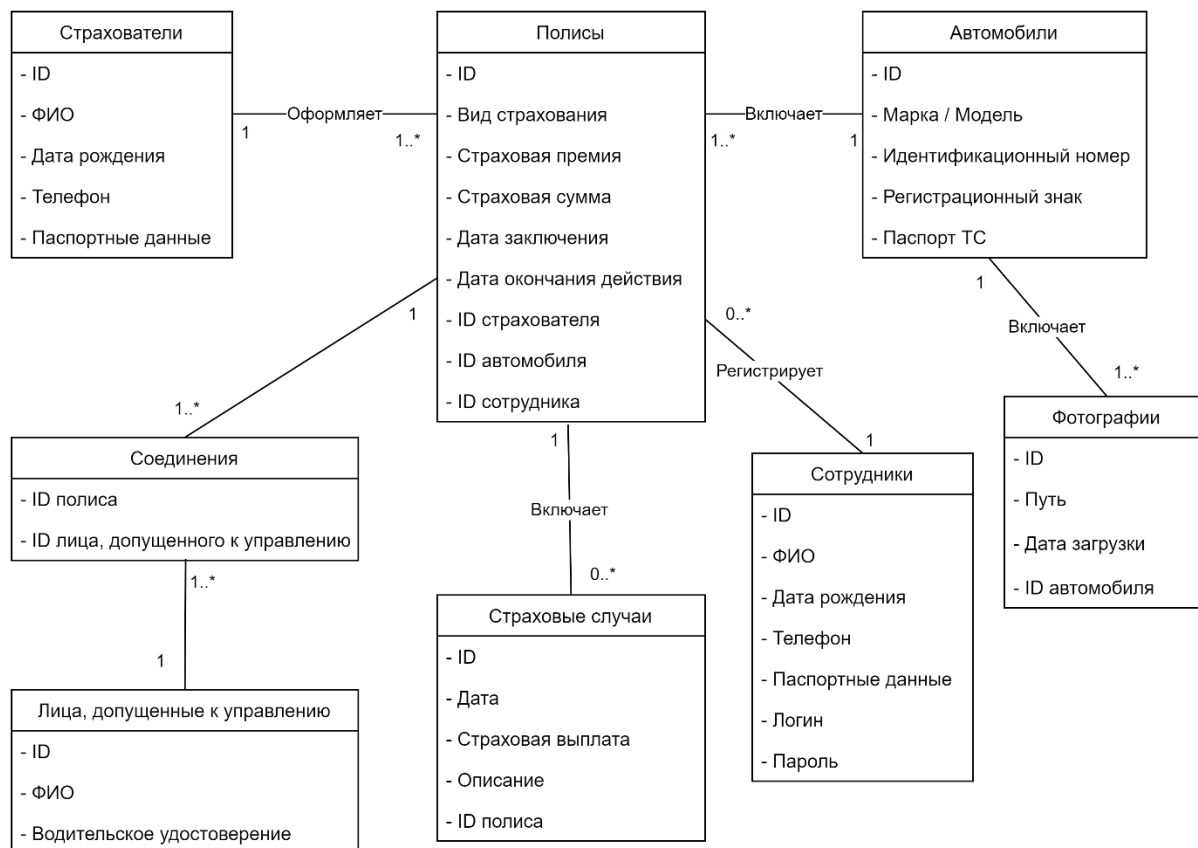 Страхователи
- ID
- ФИО
- Дата рождения
- Телефон
- Паспортные данные
Оформляет
1
1..*
Полисы
- ID
- Вид страхования
- Страховая премия
- Страховая сумма
- Дата заключения
- Дата окончания действия
- ID страхователя
- ID автомобиля
- ID сотрудника
Включает
1..*
1
Автомобили
- ID
- Марка / Модель
- Идентификационный номер
- Регистрационный знак
- Паспорт ТС
1
1..*
Соединения
- ID полиса
- ID лица, допущенного к управлению
1..*
1
Лица, допущенные к управлению
- ID
- ФИО
- Водительское удостоверение
1
Включает
0..*
Страховые случаи
- ID
- Дата
- Страховая выплата
- Описание
- ID полиса
0..*
Регистрирует
1
Сотрудники
- ID
- ФИО
- Дата рождения
- Телефон
- Паспортные данные
- Логин
- Пароль
1
Включает
1..*
Фотографии
- ID
- Путь
- Дата загрузки
- ID автомобиля